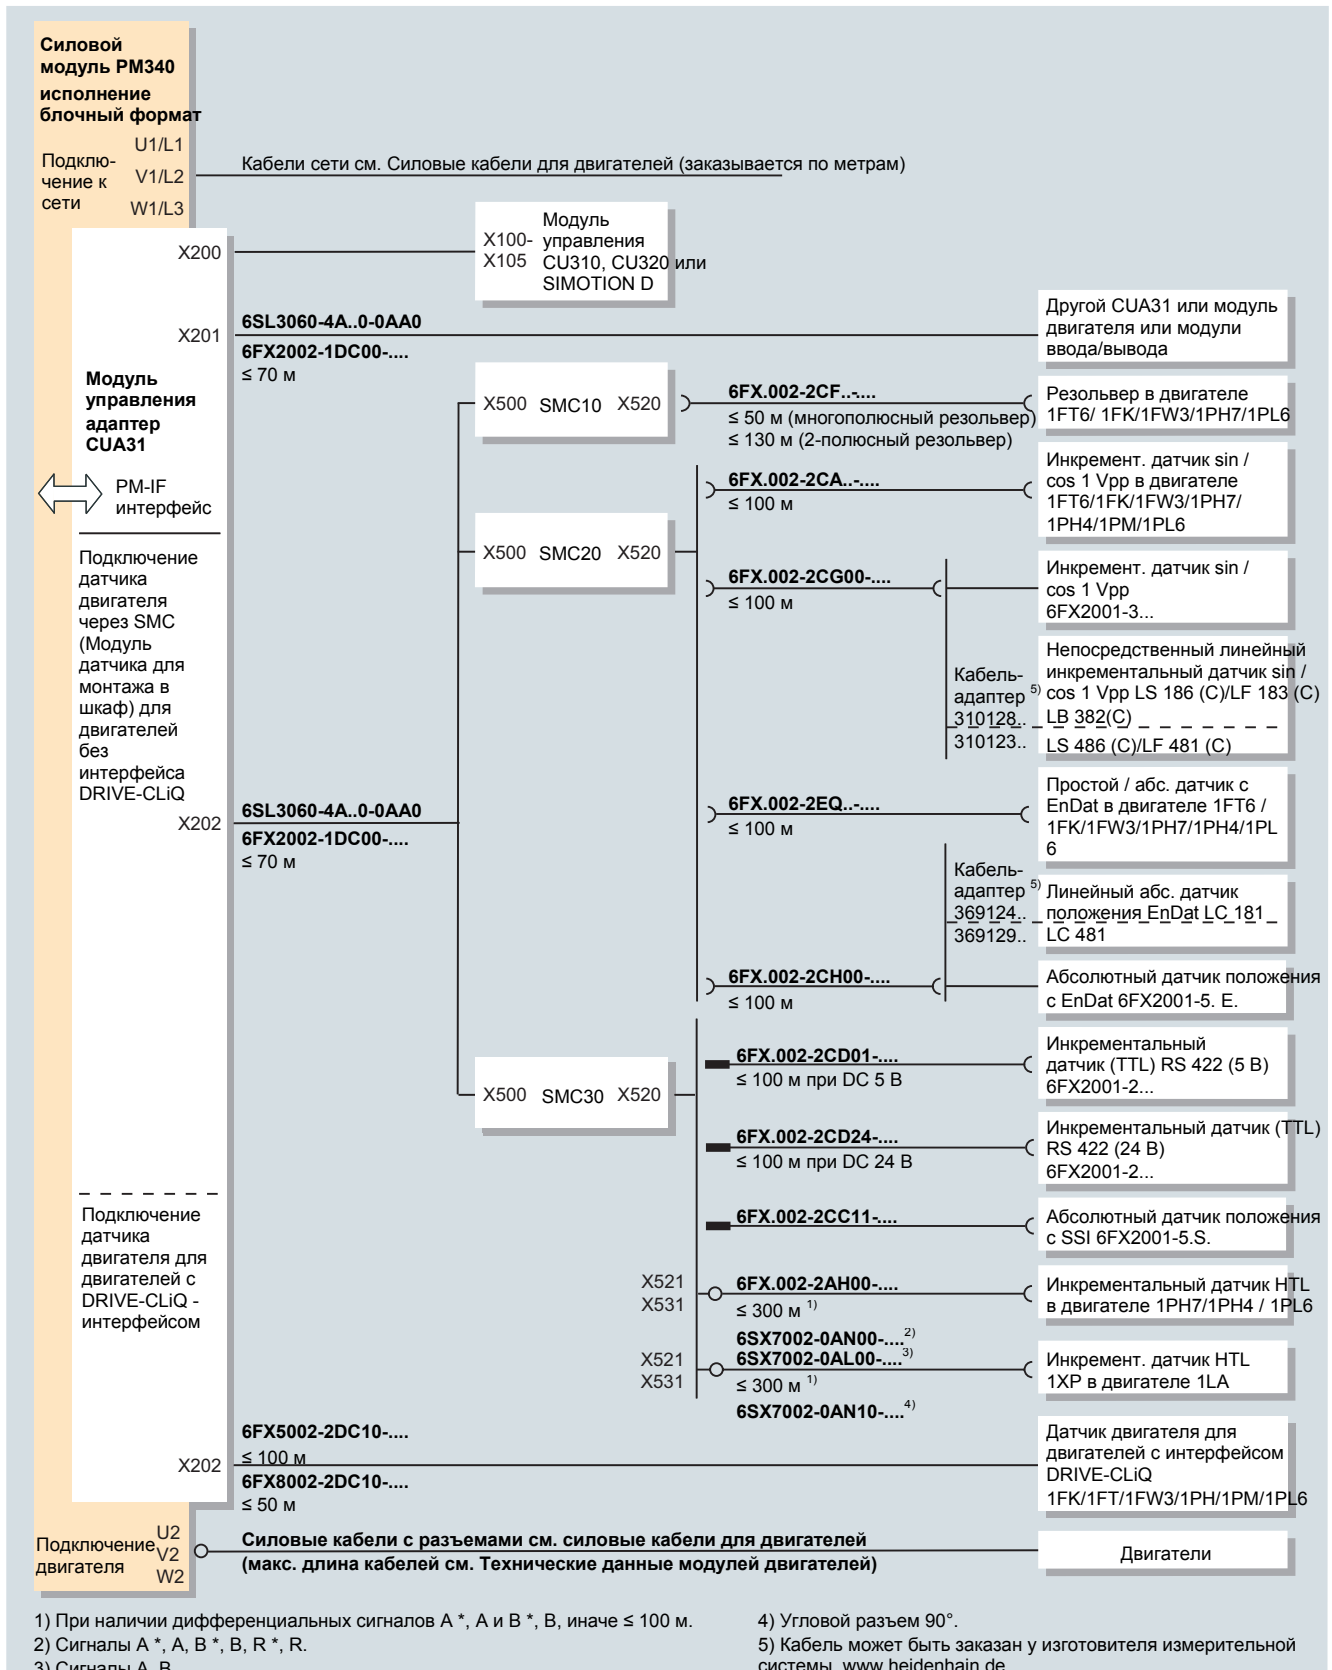 Силовой
модуль PM340
исполнение
блочный формат
U1/L1
Подклю-
чение к
сети
V1/L2
W1/L3
Кабели сети см. Силовые кабели для двигателей (заказывается по метрам)
X200
X100-
X105
Модуль
управления
CU310, CU320 или
SIMOTION D
X201
6SL3060-4A..0-0AA0
6FX2002-1DC00-....
≤ 70 м
Другой CUA31 или модуль
двигателя или модули
ввода/вывода
Модуль
управления
адаптер
CUA31
PM-IF
интерфейс
X500 SMC10 X520
6FX.002-2CF..-....
≤ 50 м (многополюсный резольвер)
≤ 130 м (2-полюсный резольвер)
Резольвер в двигателе
1FT6/ 1FK/1FW3/1PH7/1PL6
6FX.002-2CA..-....
≤ 100 м
Инкремент. датчик sin /
cos 1 Vpp в двигателе
1FT6/1FK/1FW3/1PH7/
1PH4/1PM/1PL6
X500 SMC20 X520
6FX.002-2CG00-....
≤ 100 м
Инкремент. датчик sin /
cos 1 Vpp
6FX2001-3...
Подключение
датчика
двигателя
через SMC
(Модуль
датчика для
монтажа в
шкаф) для
двигателей
без
интерфейса
DRIVE-CLiQ
Кабель-
адаптер 5)
310128..
310123..
Непосредственный линейный
инкрементальный датчик sin /
cos 1 Vpp LS 186 (C)/LF 183 (C)
LB 382(C)
LS 486 (C)/LF 481 (C)
X202
6SL3060-4A..0-0AA0
6FX2002-1DC00-....
≤ 70 м
6FX.002-2EQ..-....
≤ 100 м
Простой / абс. датчик с
EnDat в двигателе 1FT6 /
1FK/1FW3/1PH7/1PH4/1PL
6
Кабель-
адаптер 5)
369124..
369129..
Линейный абс. датчик
положения EnDat LC 181
LC 481
6FX.002-2CH00-....
≤ 100 м
Абсолютный датчик положения
с EnDat 6FX2001-5. E.
X500 SMC30 X520
6FX.002-2CD01-....
≤ 100 м при DC 5 В
Инкрементальный
датчик (TTL) RS 422 (5 В)
6FX2001-2...
6FX.002-2CD24-....
≤ 100 м при DC 24 В
Инкрементальный датчик (TTL)
RS 422 (24 В)
6FX2001-2...
6FX.002-2CC11-....
Абсолютный датчик положения
с SSI 6FX2001-5.S.
Подключение
датчика
двигателя для
двигателей с
DRIVE-CLiQ -
интерфейсом
X521
X531
6FX.002-2AH00-....
≤ 300 м 1)
Инкрементальный датчик HTL
в двигателе 1PH7/1PH4 / 1PL6
X521
X531
6SX7002-0AN00-....2)
6SX7002-0AL00-....3)
≤ 300 м 1)
6SX7002-0AN10-....4)
Инкремент. датчик HTL
1XP в двигателе 1LA
X202
6FX5002-2DC10-....
≤ 100 м
6FX8002-2DC10-....
≤ 50 м
Датчик двигателя для
двигателей с интерфейсом
DRIVE-CLiQ
1FK/1FT/1FW3/1PH/1PM/1PL6
Подключение
двигателя
U2
V2
W2
Силовые кабели с разъемами см. силовые кабели для двигателей
(макс. длина кабелей см. Технические данные модулей двигателей)
Двигатели
1) При наличии дифференциальных сигналов A *, A и B *, B, иначе ≤ 100 м.
2) Сигналы A *, A, B *, B, R *, R.
3) Сигналы A, B
4) Угловой разъем 90°.
5) Кабель может быть заказан у изготовителя измерительной
системы, www.heidenhain.de